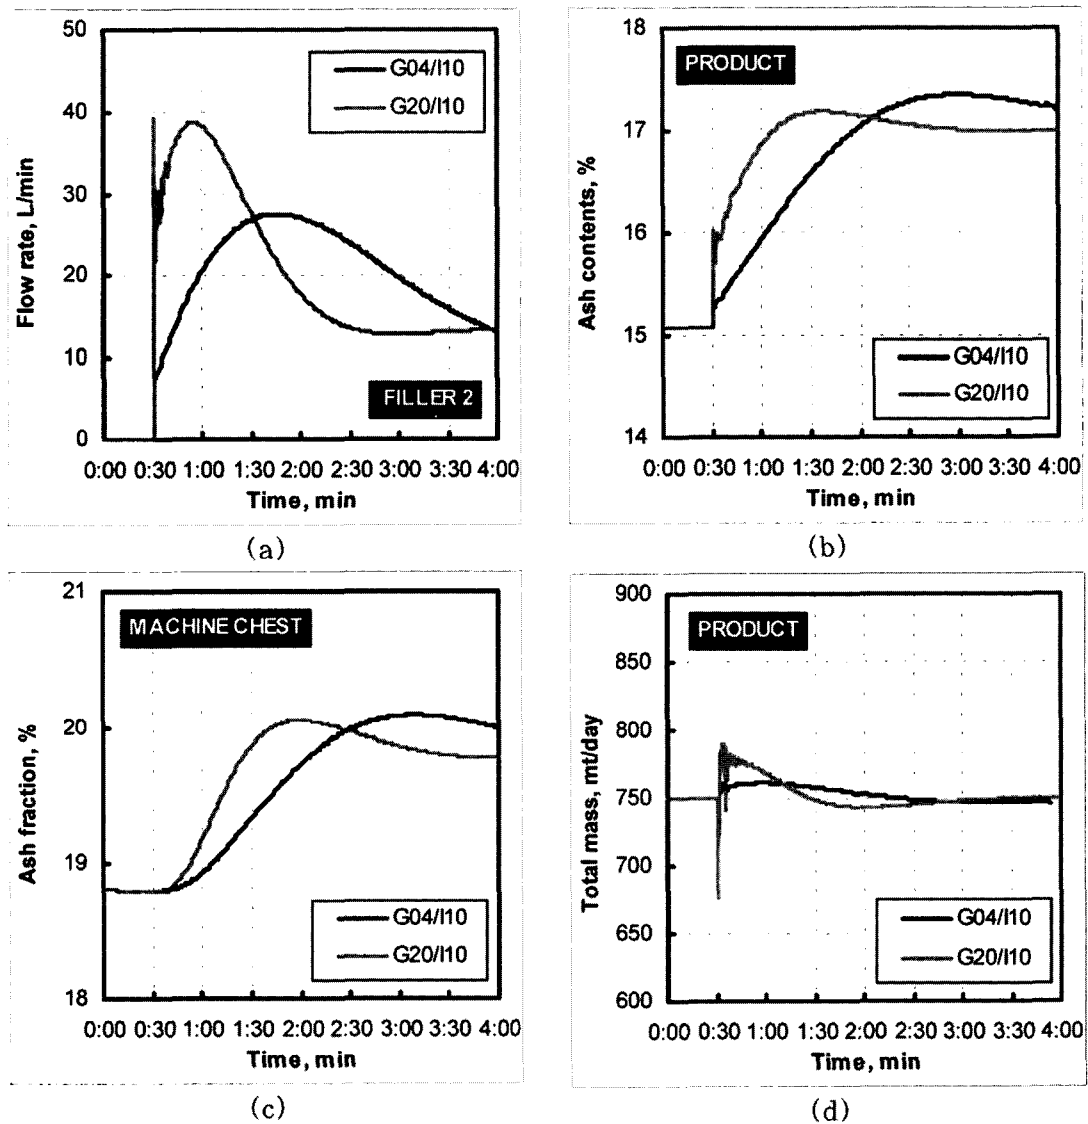 50
40
30
20
10
0
Flow rate, L/min
G04/I10
G20/I10
FILLER 2
0:00 0:30 1:00 1:30 2:00 2:30 3:00 3:30 4:00
Time, min
(a)
18
17
16
15
14
Ash contents, %
PRODUCT
G04/I10
G20/I10
0:00 0:30 1:00 1:30 2:00 2:30 3:00 3:30 4:00
Time, min
(b)
21
20
19
18
Ash fraction, %
MACHINE CHEST
G04/I10
G20/I10
0:00 0:30 1:00 1:30 2:00 2:30 3:00 3:30 4:00
Time, min
(c)
900
850
800
750
700
650
600
Total mass, mt/day
PRODUCT
G04/I10
G20/I10
0:00 0:30 1:00 1:30 2:00 2:30 3:00 3:30 4:00
Time, min
(d)